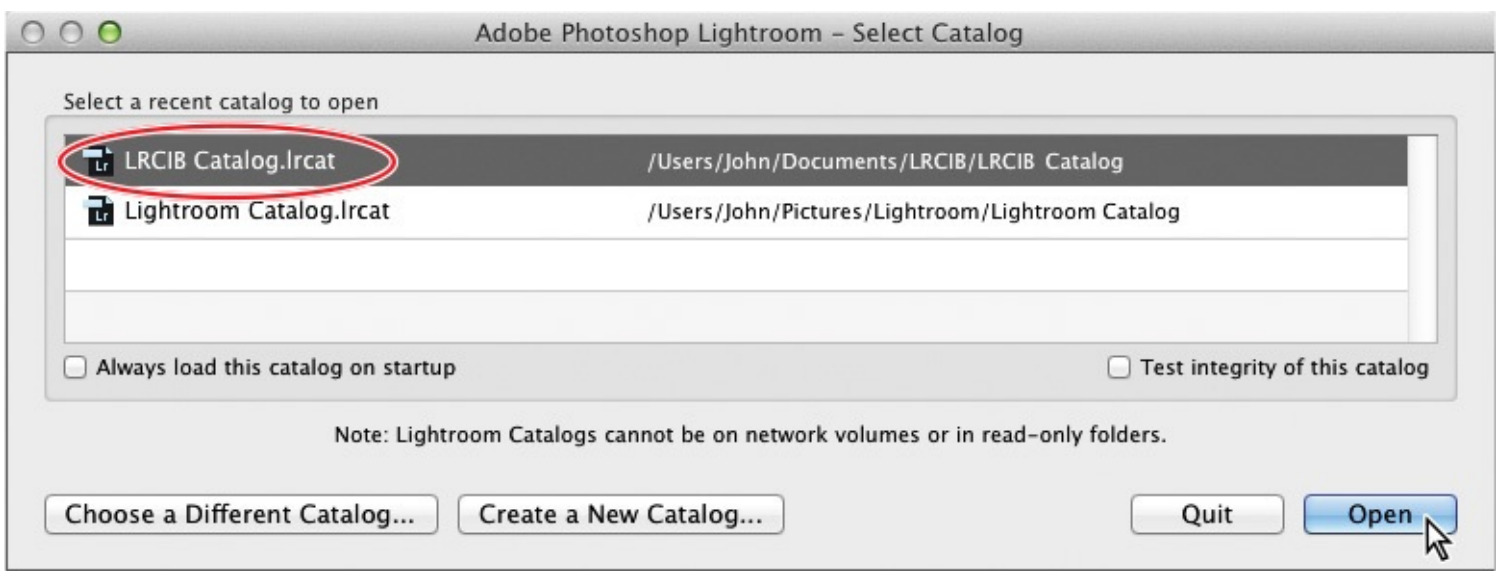 Adobe Photoshop Lightroom – Select Catalog
Select a recent catalog to open
Lr LRCIB Catalog.lrcat /Users/John/Documents/LRCIB/LRCIB Catalog
Lr Lightroom Catalog.lrcat /Users/John/Pictures/Lightroom/Lightroom Catalog
Always load this catalog on startup Test integrity of this catalog
Note: Lightroom Catalogs cannot be on network volumes or in read-only folders.
Choose a Different Catalog... Create a New Catalog... Quit Open